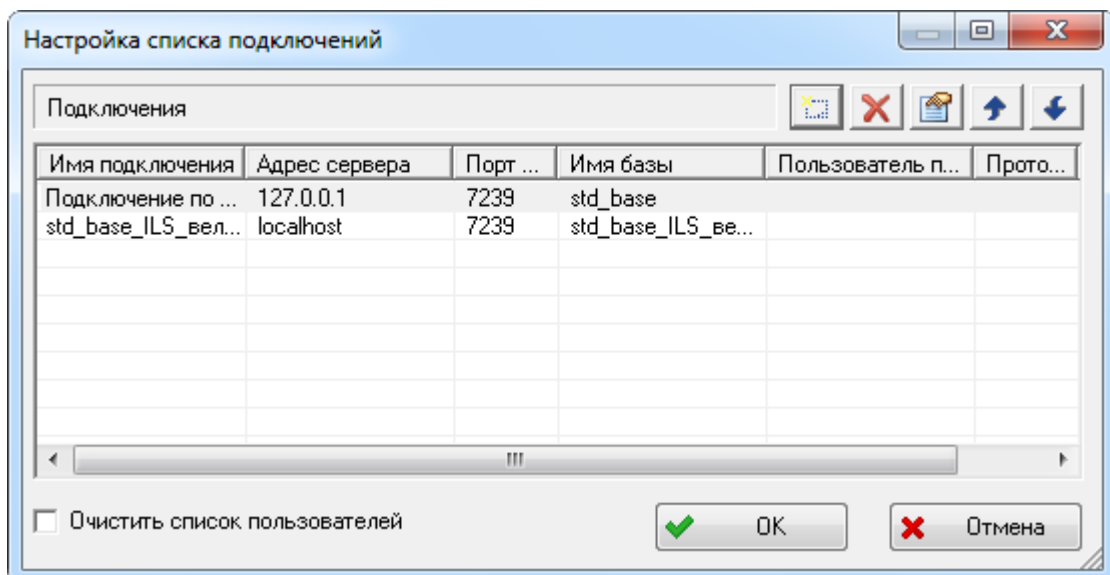 Настройка списка подключений
Подключения
Имя подключения Адрес сервера Порт ... Имя базы Пользователь п... Прото...
Подключение по ... 127.0.0.1 7239 std_base
std_base_ILS_вел... localhost 7239 std_base_ILS_ве...
Очистить список пользователей OK Отмена